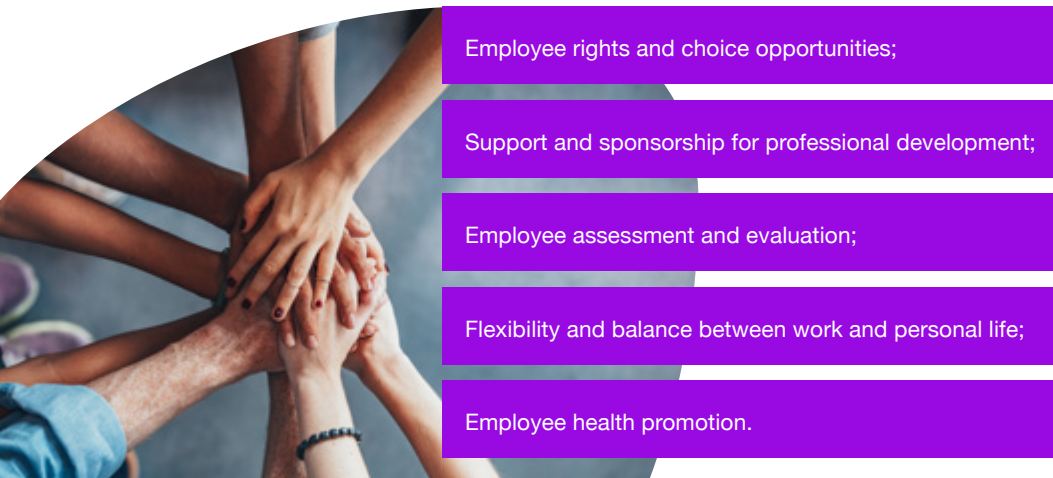 Employee rights and choice opportunities;
Support and sponsorship for professional development;
Employee assessment and evaluation;
Flexibility and balance between work and personal life;
Employee health promotion.